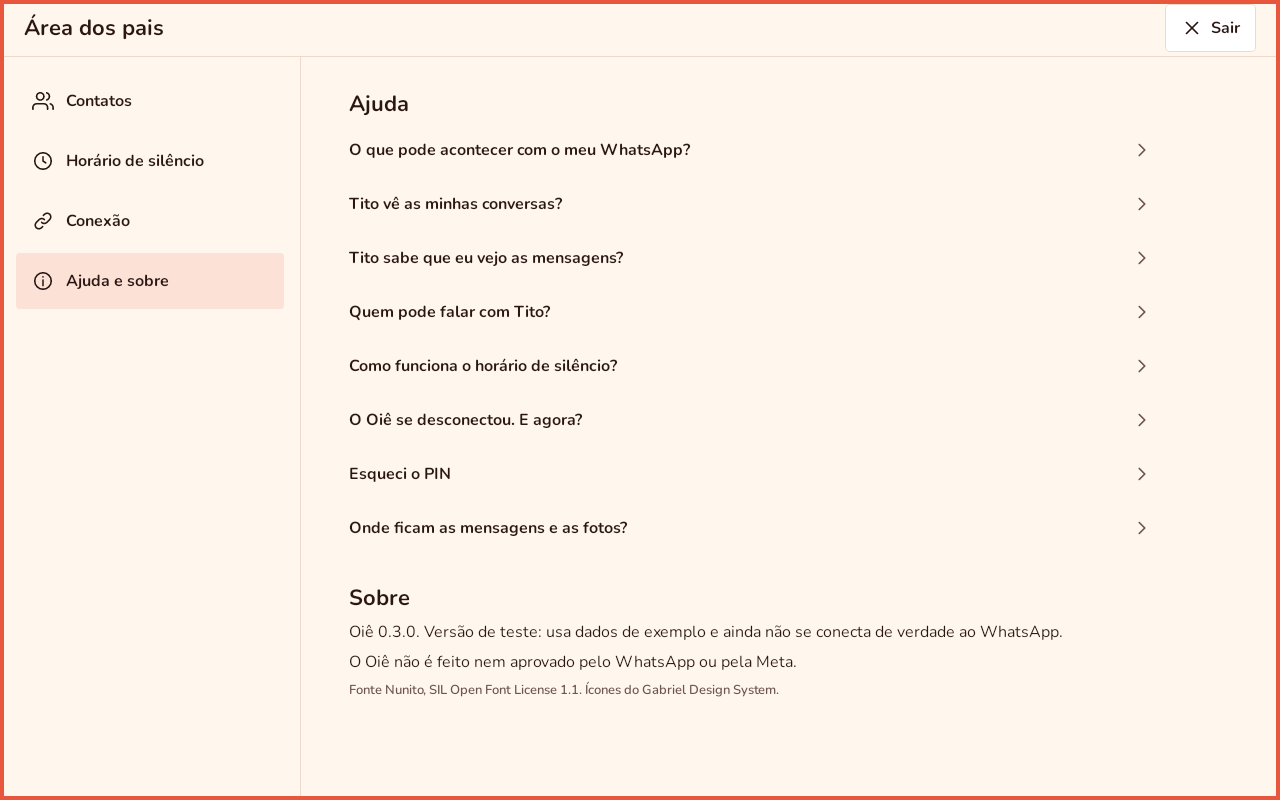 Área dos pais
Sair
Contatos
Horário de silêncio
Conexão
Ajuda e sobre
Ajuda
O que pode acontecer com o meu WhatsApp?
Tito vê as minhas conversas?
Tito sabe que eu vejo as mensagens?
Quem pode falar com Tito?
Como funciona o horário de silêncio?
O Oiê se desconectou. E agora?
Esqueci o PIN
Onde ficam as mensagens e as fotos?
Sobre
Oiê 0.3.0. Versão de teste: usa dados de exemplo e ainda não se conecta de verdade ao WhatsApp.
O Oiê não é feito nem aprovado pelo WhatsApp ou pela Meta.
Fonte Nunito, SIL Open Font License 1.1. Ícones do Gabriel Design System.